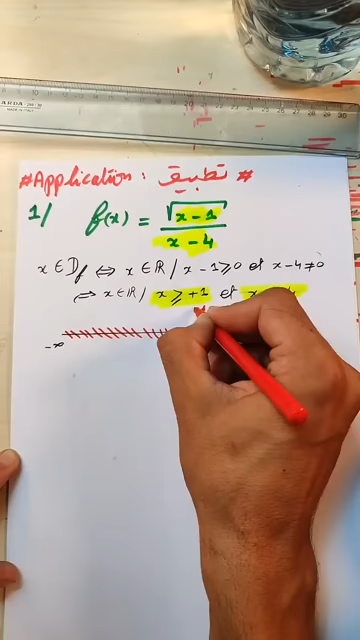 #Application : تطبيق #
1/ f(x) = √(x - 1) / (x - 4)
x ∈ Df ⇔ x ∈ ℝ / x - 1 ⩾ 0 et x - 4 ≠ 0
⇔ x ∈ ℝ / x ⩾ +1 et
-∞